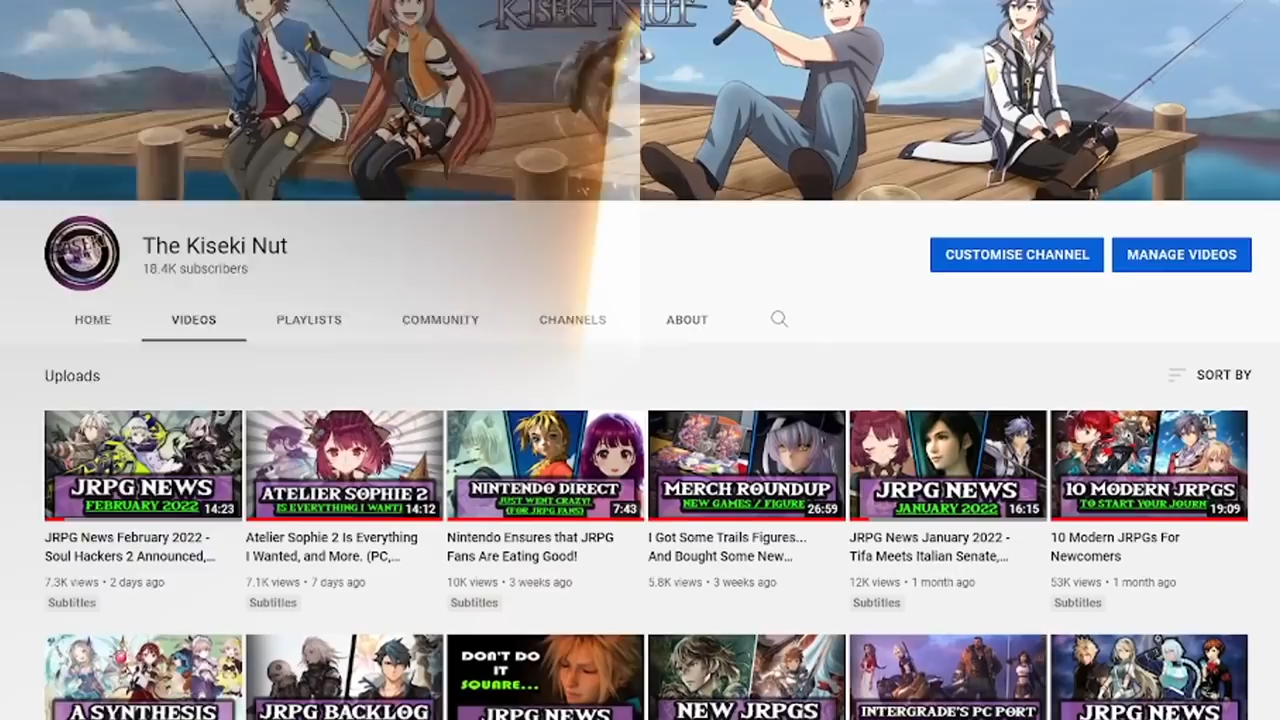 KISEKI NUT
The Kiseki Nut
18.4K subscribers
CUSTOMISE CHANNEL
MANAGE VIDEOS
HOME
VIDEOS
PLAYLISTS
COMMUNITY
CHANNELS
ABOUT
Uploads
SORT BY
JRPG NEWS
FEBRUARY 2022
14:23
ATELIER SOPHIE 2
IS EVERYTHING I WANT
14:12
NINTENDO DIRECT
JUST WENT CRAZY!
(FOR JRPG FANS)
7:43
MERCH ROUNDUP
NEW GAMES / FIGURE
26:59
JRPG NEWS
JANUARY 2022
16:15
10 MODERN JRPGS
TO START YOUR JOURN
19:09
JRPG News February 2022 -
Soul Hackers 2 Announced,...
7.3K views • 2 days ago
Subtitles
Atelier Sophie 2 Is Everything
I Wanted, and More. (PC,...
7.1K views • 7 days ago
Subtitles
Nintendo Ensures that JRPG
Fans Are Eating Good!
10K views • 3 weeks ago
Subtitles
I Got Some Trails Figures...
And Bought Some New...
5.8K views • 3 weeks ago
JRPG News January 2022 -
Tifa Meets Italian Senate,...
12K views • 1 month ago
Subtitles
10 Modern JRPGs For
Newcomers
53K views • 1 month ago
Subtitles
A SYNTHESIS
JRPG BACKLOG
DON'T DO
IT
SQUARE...
JRPG NEWS
NEW JRPGS
INTERGRADE'S PC PORT
JRPG NEWS